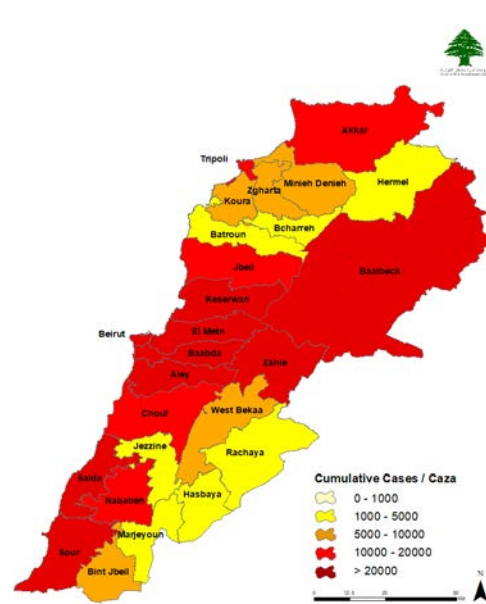 Akkar
Tripoli
Hermel
Minieh Denieh
Zgharta
Koura
Bcharreh
Batroun
Jbeil
Baalbeck
Keserwan
El Metn
Beirut
Baabda
Zahle
Aley
West Bekaa
Chouf
Jezzine
Rachaya
Saida
Hasbaya
Nabatieh
Marjeyoun
Sour
Bint Jbeil
Cumulative Cases / Caza
0 - 1000
1000 - 5000
5000 - 10000
10000 - 20000
> 20000
N